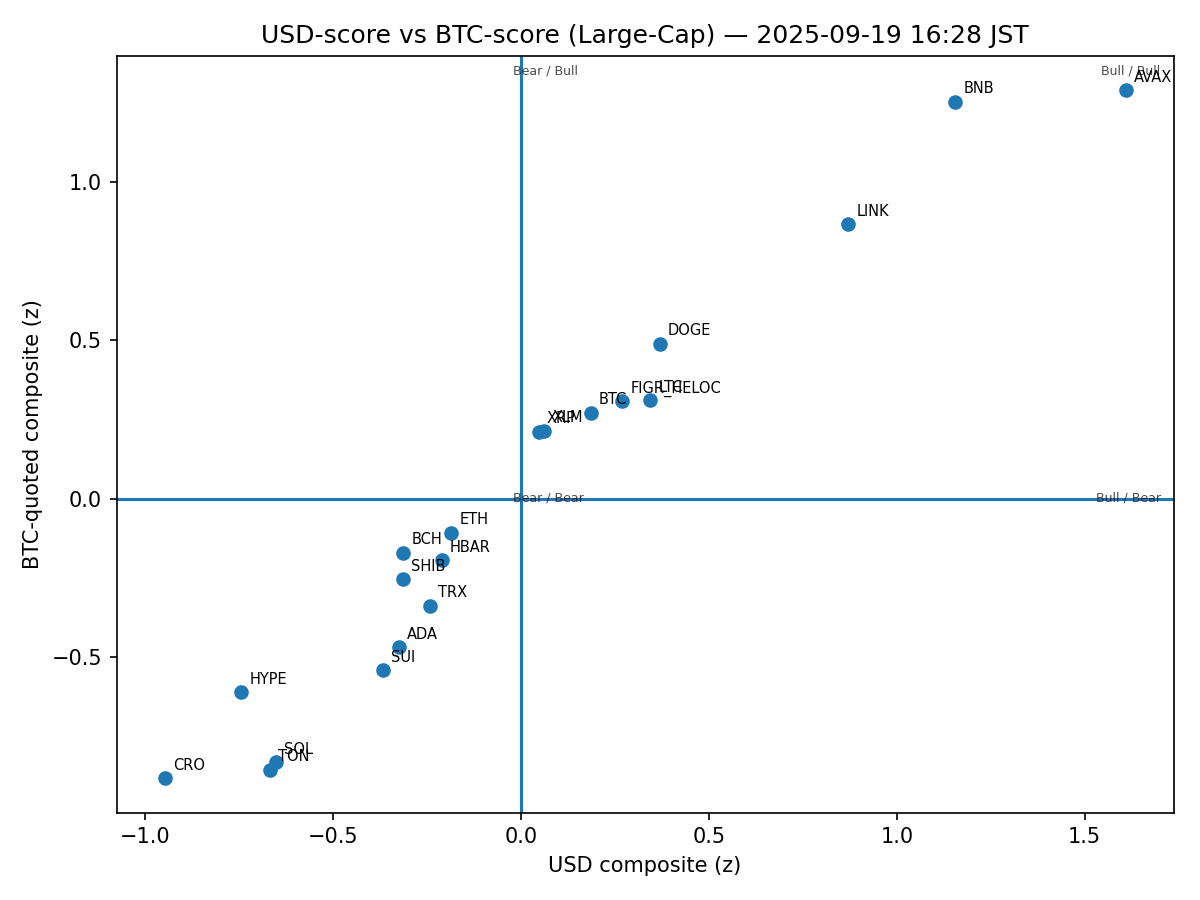 USD-score vs BTC-score (Large-Cap) — 2025-09-19 16:28 JST
Bear / Bull
Bull / Bull
AVAX
BNB
LINK
DOGE
FIGR_HELOC
LTC
BTC
XRP
XLM
Bear / Bear
Bull / Bear
ETH
BCH
HBAR
SHIB
TRX
ADA
SUI
HYPE
SOL
TON
CRO
1.0
0.5
0.0
−0.5
BTC-quoted composite (z)
−1.0
−0.5
0.0
0.5
1.0
1.5
USD composite (z)